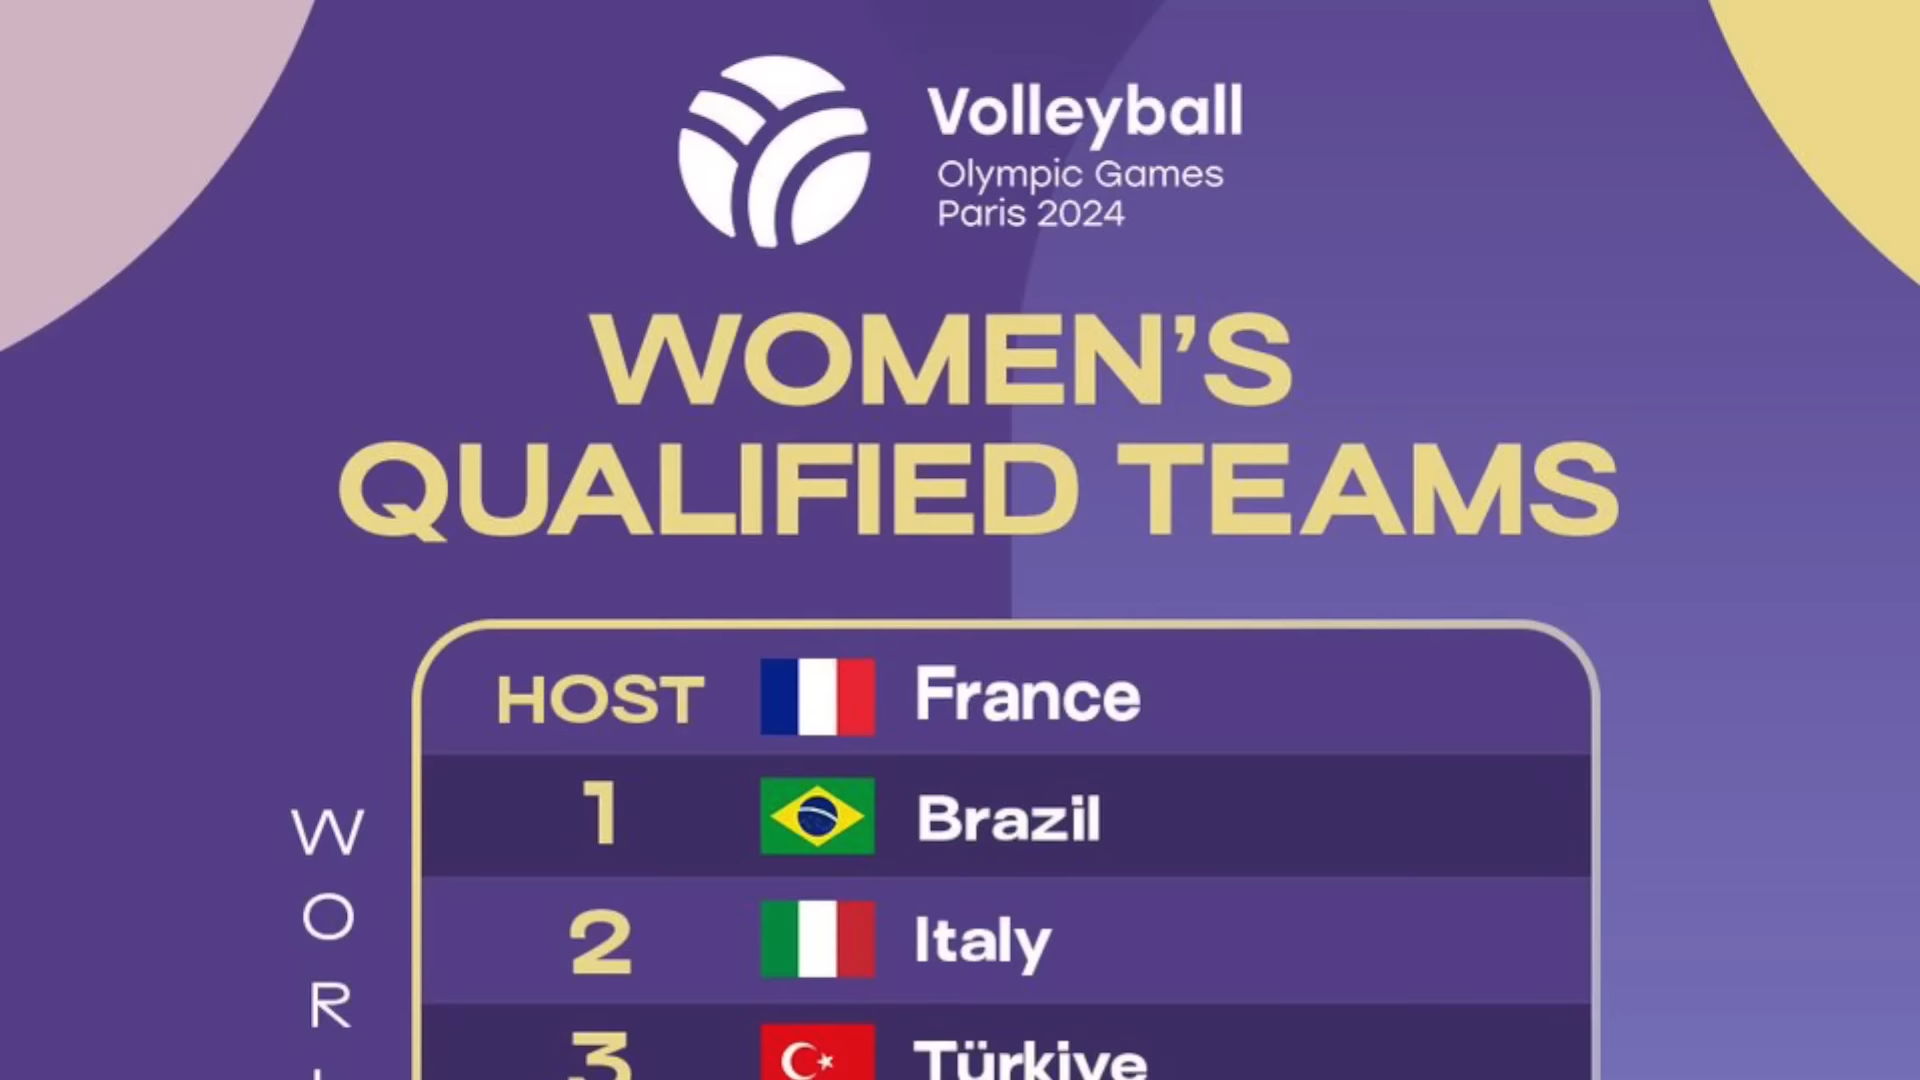 Volleyball
Olympic Games
Paris 2024
WOMEN’S
QUALIFIED TEAMS
HOST France
1 Brazil
2 Italy
3 Türkiye
W
O
R